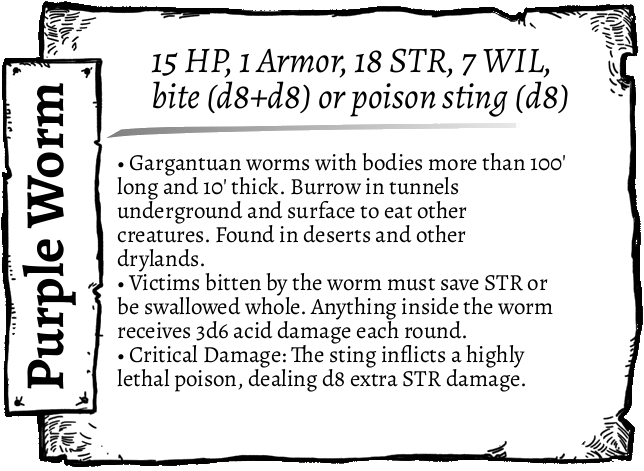 Purple Worm
15 HP, 1 Armor, 18 STR, 7 WIL,
bite (d8+d8) or poison sting (d8)
• Gargantuan worms with bodies more than 100'
long and 10' thick. Burrow in tunnels
underground and surface to eat other
creatures. Found in deserts and other
drylands.
• Victims bitten by the worm must save STR or
be swallowed whole. Anything inside the worm
receives 3d6 acid damage each round.
• Critical Damage: The sting inflicts a highly
lethal poison, dealing d8 extra STR damage.